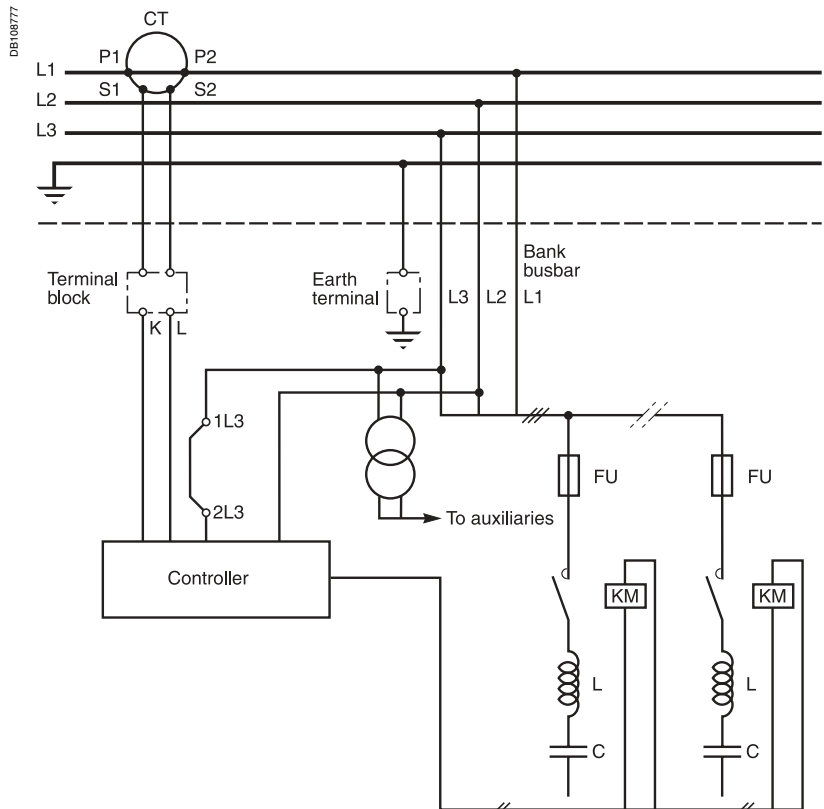 DB108777
CT
P1 P2
L1
S1 S2
L2
L3
Terminal
block
K L
Earth
terminal
Bank
busbar
L3 L2 L1
1L3
2L3
FU FU
To auxiliaries
Controller
KM KM
L L
C C